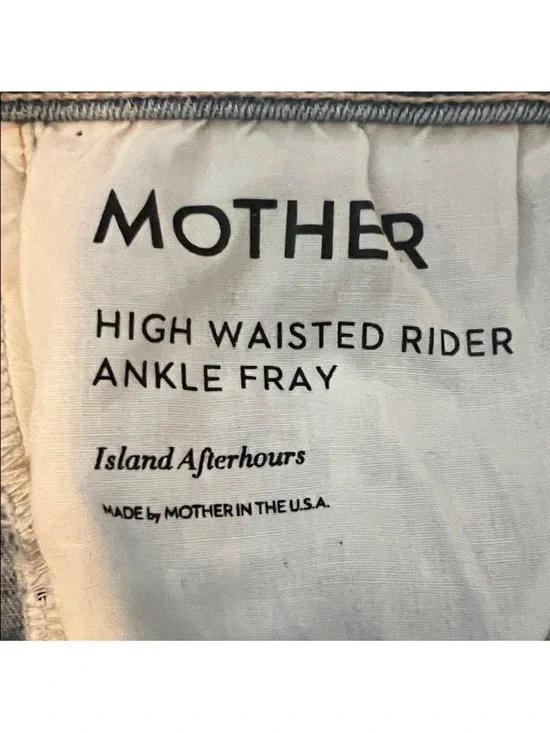 MOTHER
HIGH WAISTED RIDER
ANKLE FRAY
Island Afterhours
MADE by MOTHER IN THE U.S.A.